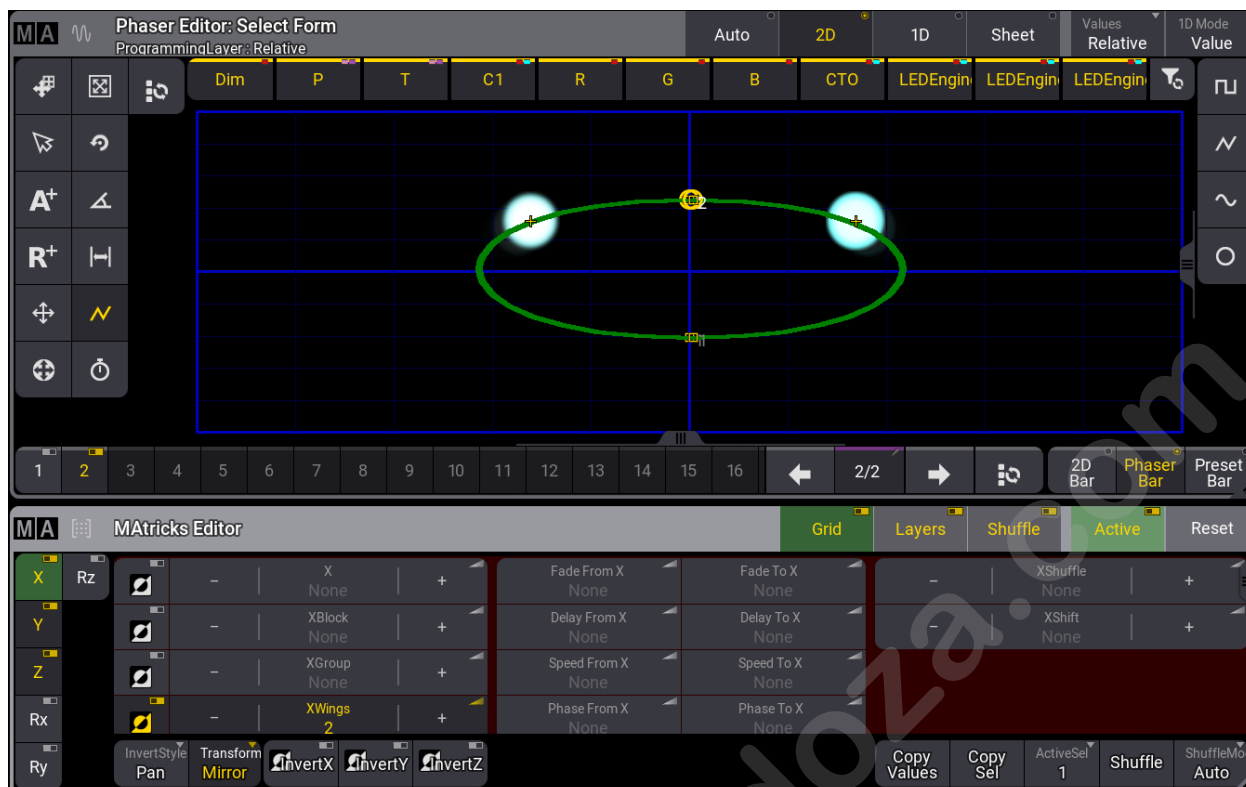 MA Phaser Editor: Select Form
ProgrammingLayer : Relative
Auto 2D 1D Sheet Values Relative 1D Mode Value
Dim P T C1 R G B CTO LEDEngin LEDEngin LEDEngin
A+
R+
2
1
1 2 3 4 5 6 7 8 9 10 11 12 13 14 15 16 2/2 2D Bar Phaser Bar Preset Bar
MA MAtricks Editor Grid Layers Shuffle Active Reset
X Rz - X None + Fade From X None Fade To X None - XShuffle None +
Y - XBlock None + Delay From X None Delay To X None - XShift None +
Z - XGroup None + Speed From X None Speed To X None
Rx - XWings 2 + Phase From X None Phase To X None
Ry InvertStyle Pan Transform Mirror InvertX InvertY InvertZ Copy Values Copy Sel ActiveSel 1 Shuffle ShuffleMo Auto
doza.com